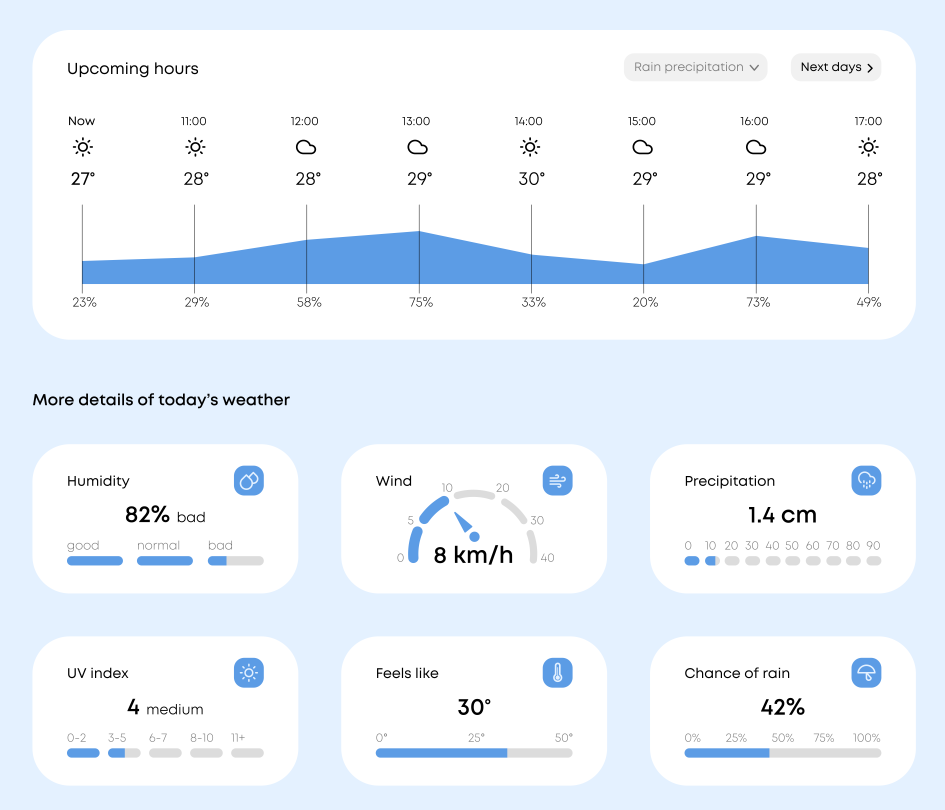 Upcoming hours
Rain precipitation
Next days
Now 11:00 12:00 13:00 14:00 15:00 16:00 17:00
27° 28° 28° 29° 30° 29° 29° 28°
23% 29% 58% 75% 33% 20% 73% 49%
More details of today's weather
Humidity
82% bad
good normal bad
Wind
0 5 10 20 30 40
8 km/h
Precipitation
1.4 cm
0 10 20 30 40 50 60 70 80 90
UV index
4 medium
0-2 3-5 6-7 8-10 11+
Feels like
30°
0° 25° 50°
Chance of rain
42%
0% 25% 50% 75% 100%